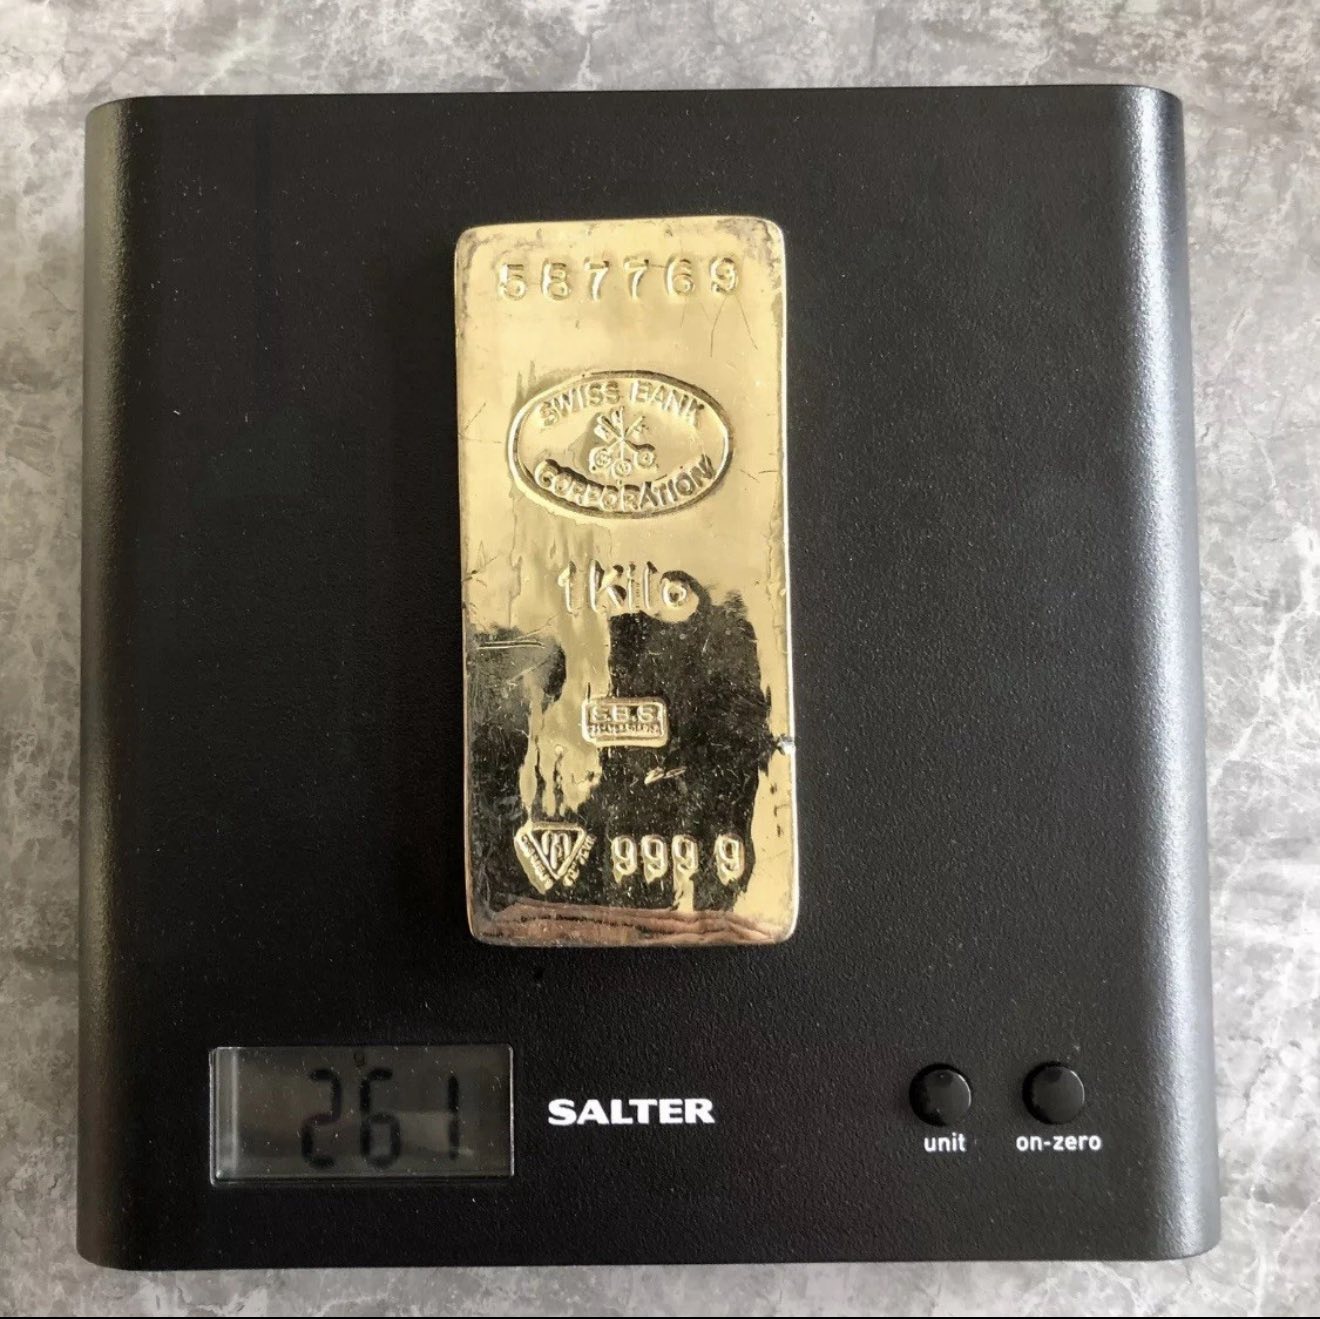 587769
SWISS BANK
CORPORATION
1 Kilo
S.B.S
999 9
g
261
SALTER
unit
on-zero